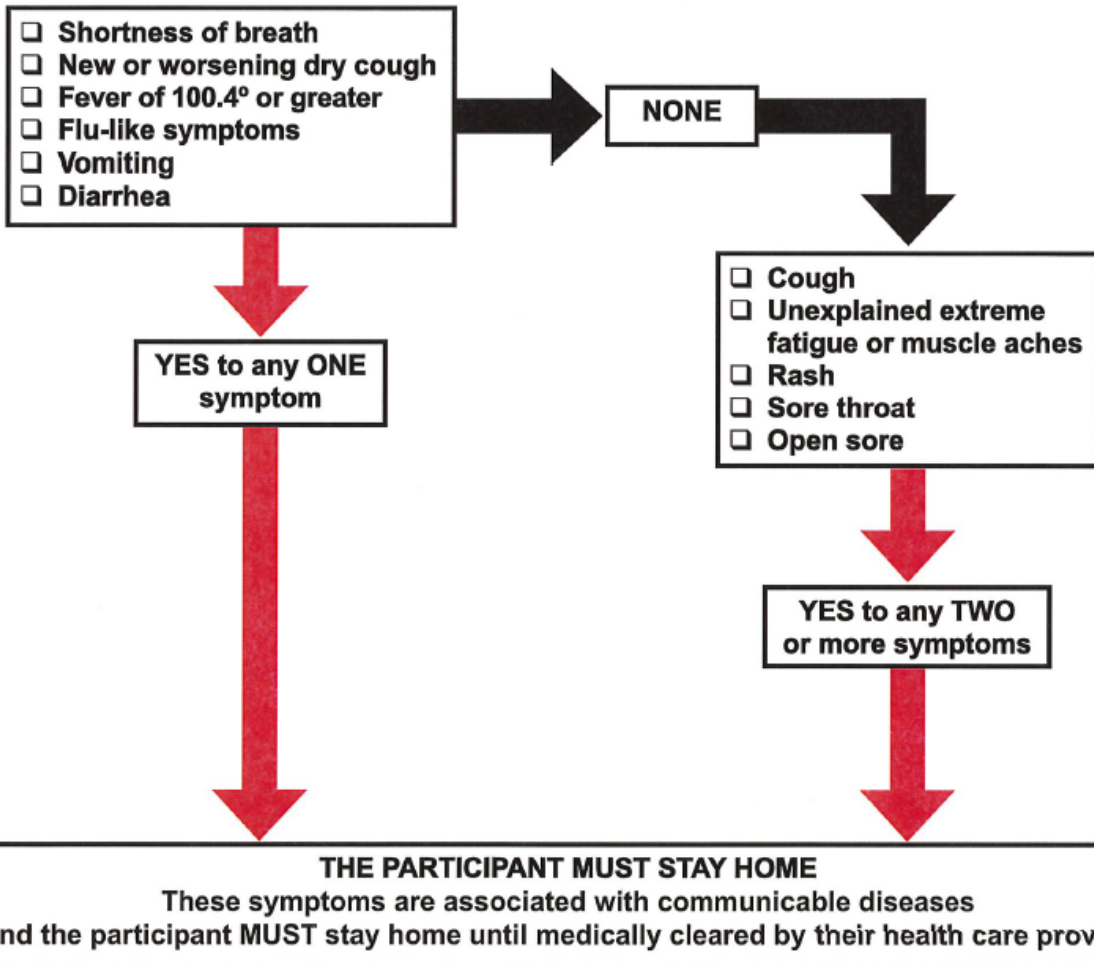 ❑ Shortness of breath
❑ New or worsening dry cough
❑ Fever of 100.4º or greater
❑ Flu-like symptoms
❑ Vomiting
❑ Diarrhea
NONE
YES to any ONE
symptom
❑ Cough
❑ Unexplained extreme
fatigue or muscle aches
❑ Rash
❑ Sore throat
❑ Open sore
YES to any TWO
or more symptoms
THE PARTICIPANT MUST STAY HOME
These symptoms are associated with communicable diseases
nd the participant MUST stay home until medically cleared by their health care prov